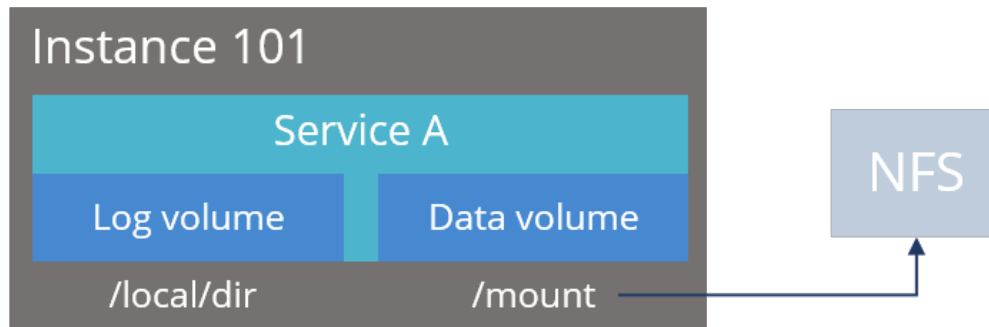 Instance 101
Service A
NFS
Log volume
Data volume
/local/dir
/mount